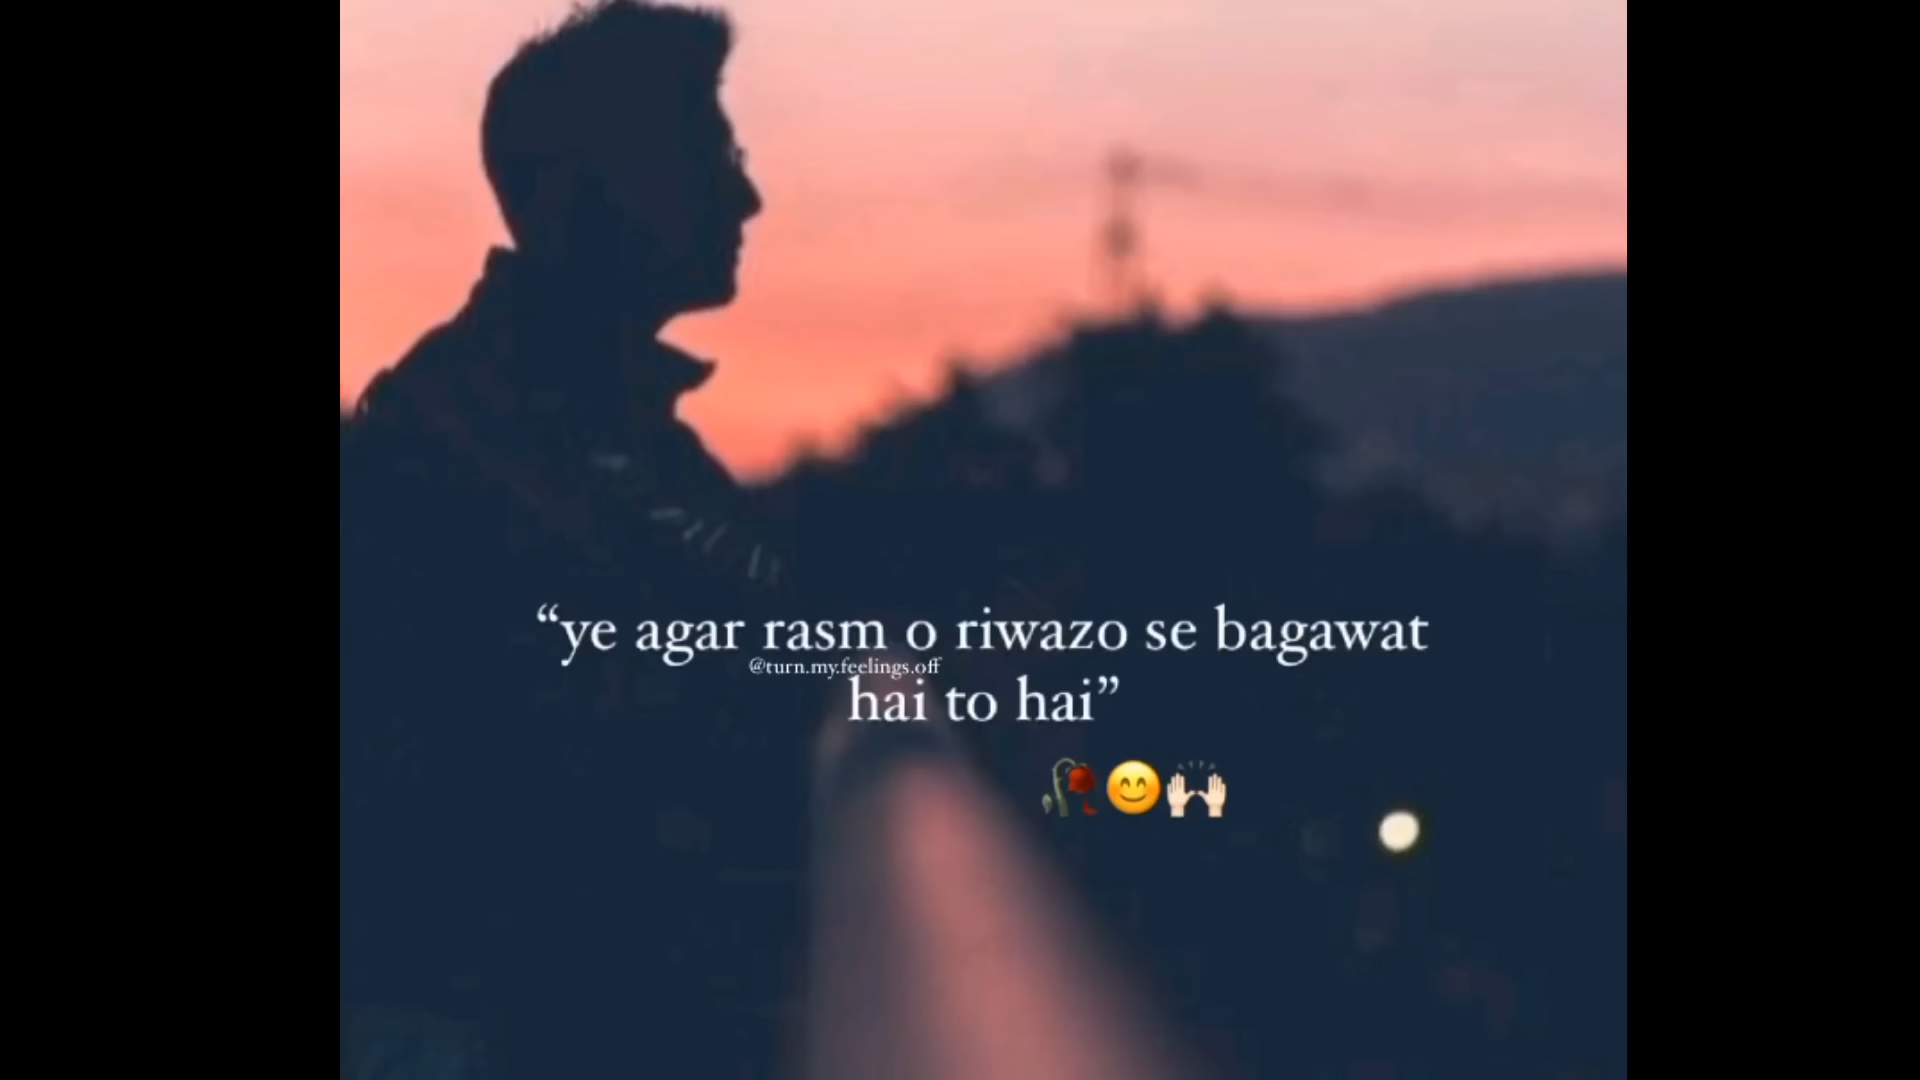 “ye agar rasm o riwazo se bagawat
@turn.my.feelings.off
hai to hai”
🥀😊🙌🏻